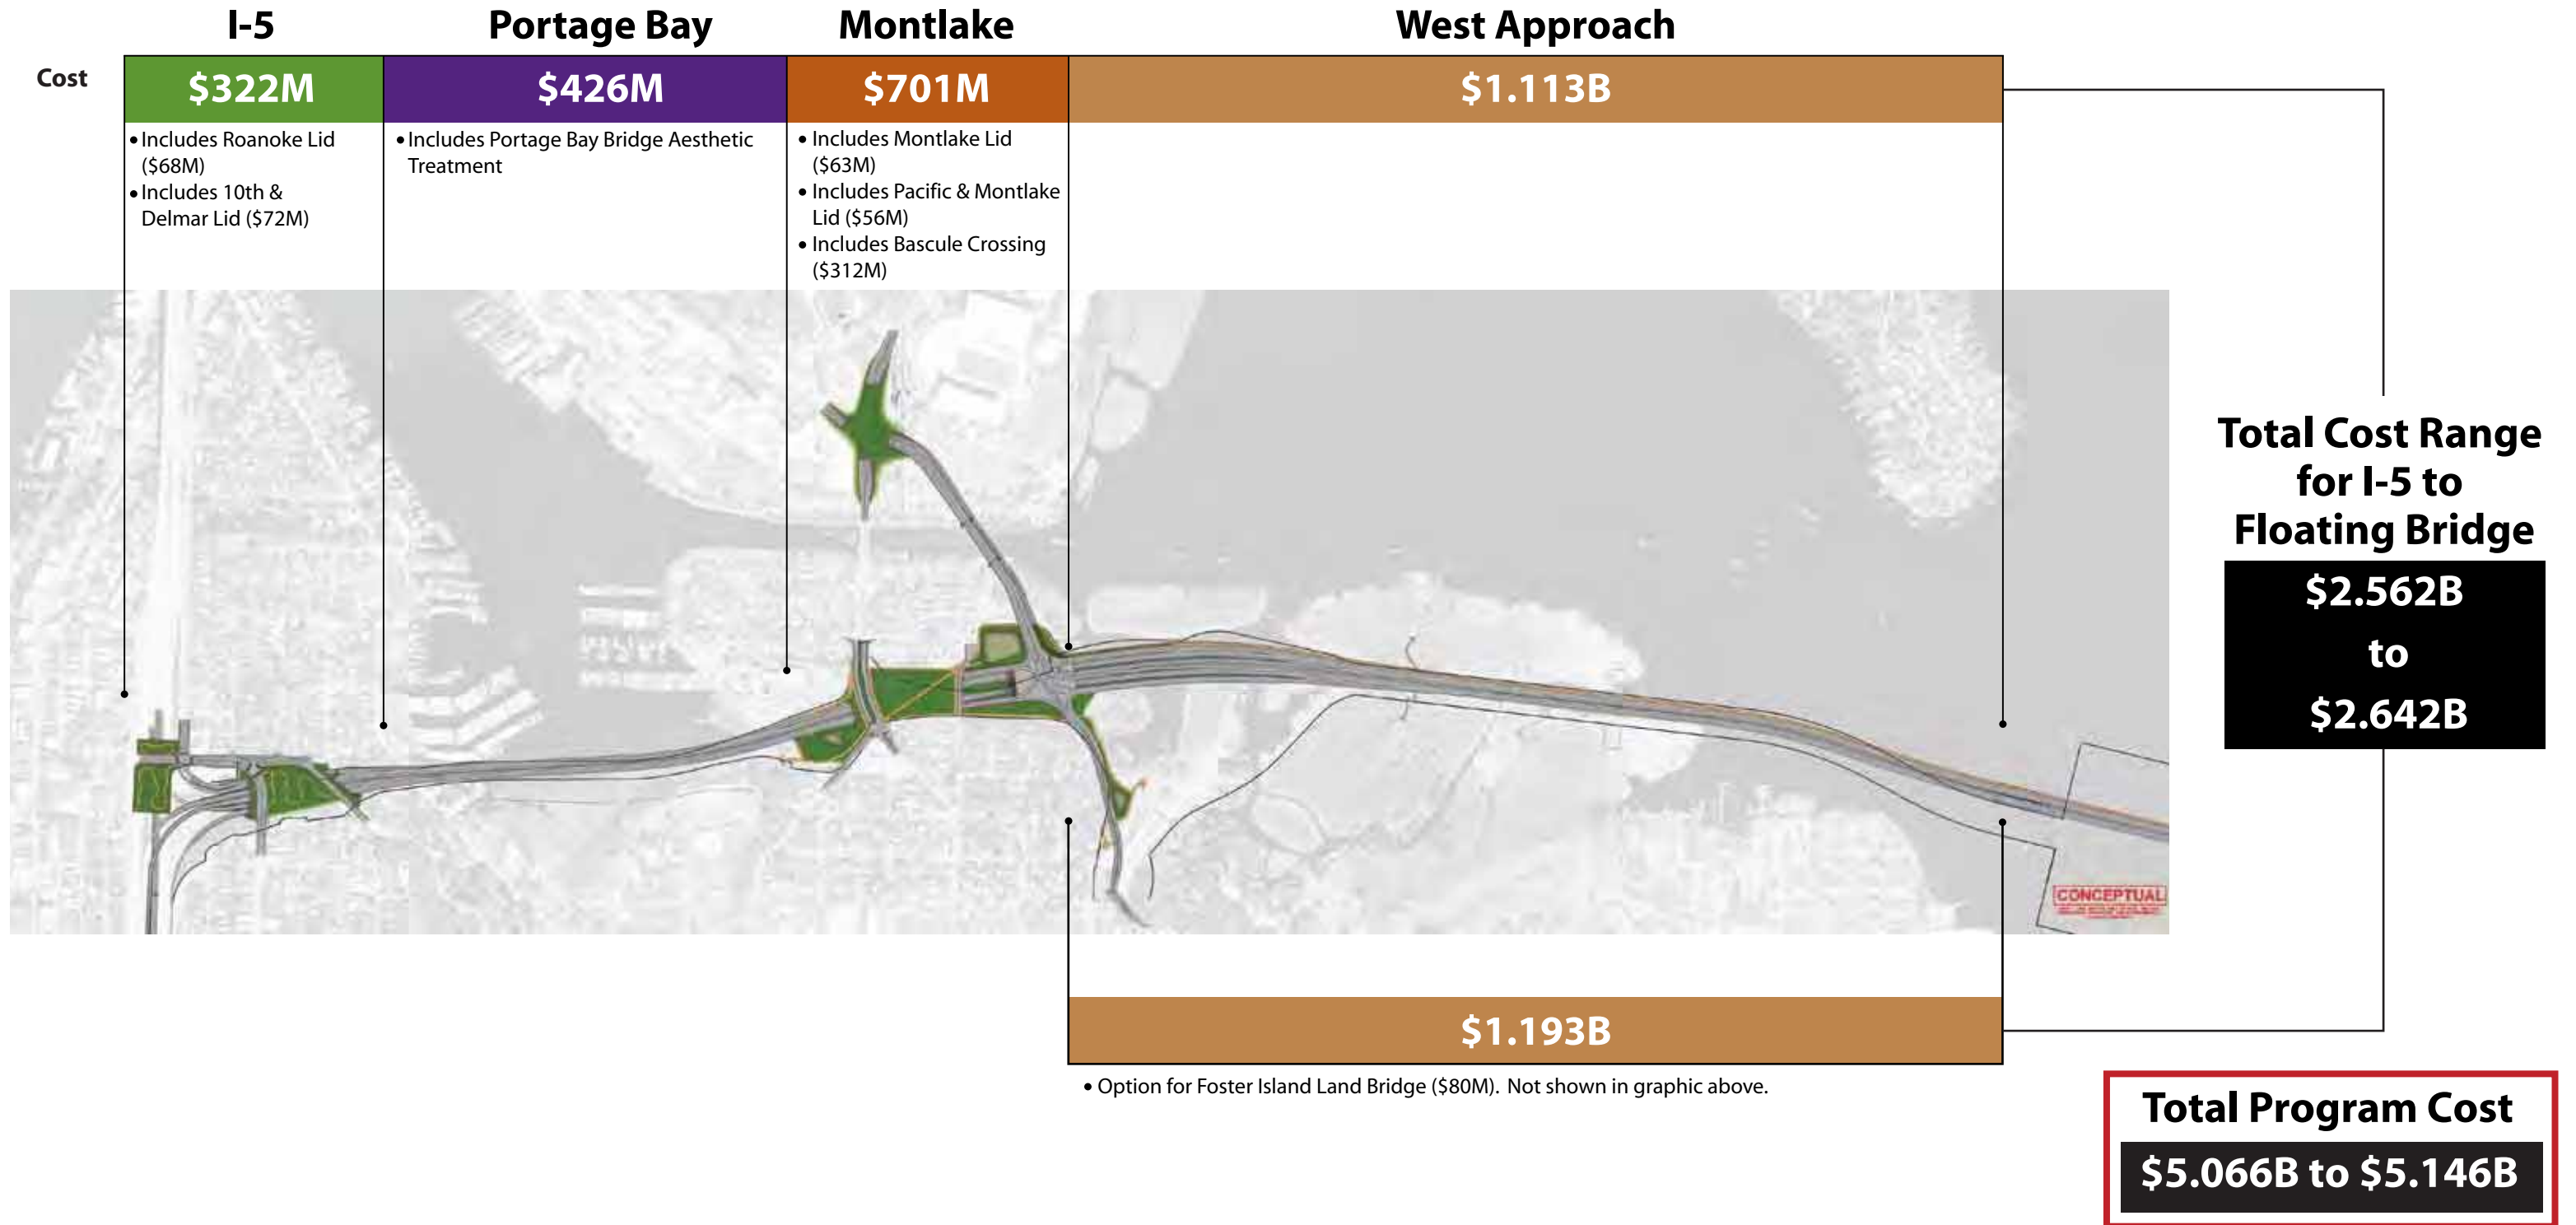 I-5
Portage Bay
Montlake
West Approach
Cost
$322M
$426M
$701M
$1.113B
• Includes Roanoke Lid
($68M)
• Includes 10th &
Delmar Lid ($72M)
• Includes Portage Bay Bridge Aesthetic
Treatment
• Includes Montlake Lid
($63M)
• Includes Pacific & Montlake
Lid ($56M)
• Includes Bascule Crossing
($312M)
Total Cost Range
for I-5 to
Floating Bridge
$2.562B
to
$2.642B
CONCEPTUAL
$1.193B
• Option for Foster Island Land Bridge ($80M). Not shown in graphic above.
Total Program Cost
$5.066B to $5.146B